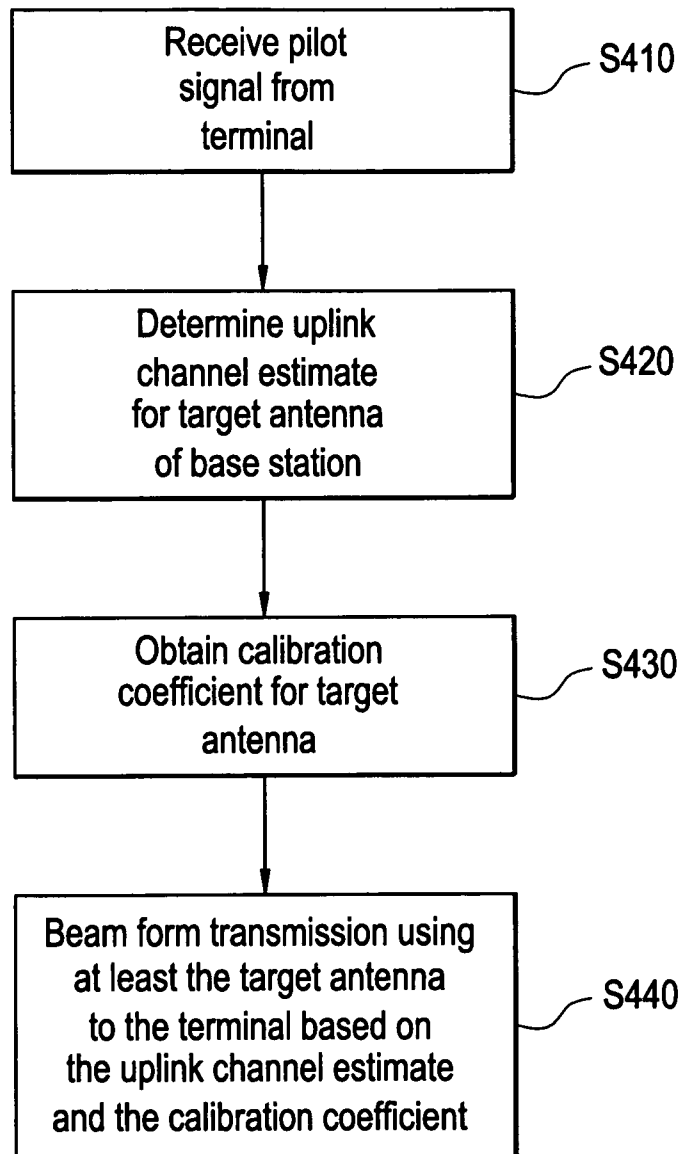 Receive pilot
signal from
terminal
S410
Determine uplink
channel estimate
for target antenna
of base station
S420
Obtain calibration
coefficient for target
antenna
S430
Beam form transmission using
at least the target antenna
to the terminal based on
the uplink channel estimate
and the calibration coefficient
S440